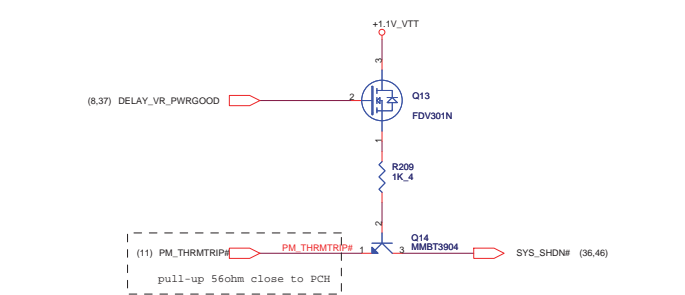 +1.1V_VTT
3
(8,37) DELAY_VR_PWRGOOD
2
Q13
FDV301N
1
R209
1K_4
2
Q14
MMBT3904
(11) PM_THRMTRIP#
PM_THRMTRIP#
1
3
SYS_SHDN# (36,46)
pull-up 56ohm close to PCH